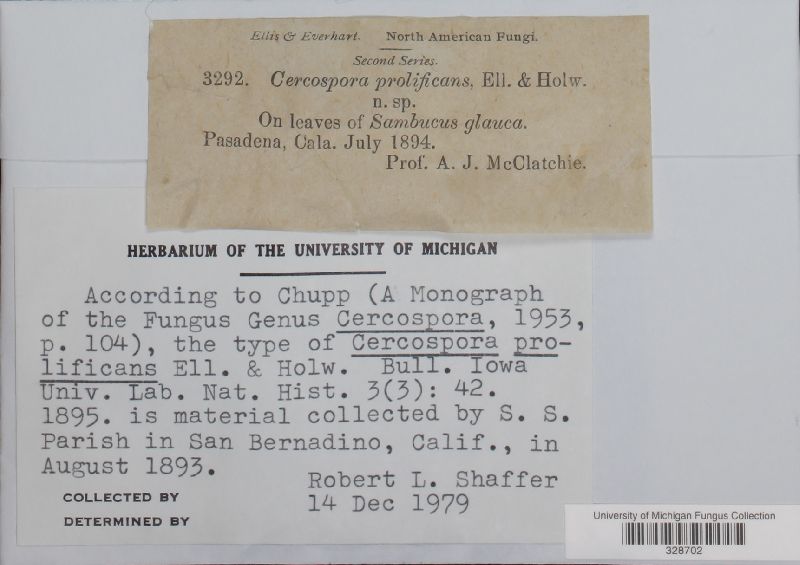 Ellis & Everhart. North American Fungi.
Second Series.
3292. Cercospora prolificans, Ell. & Holw.
n. sp.
On leaves of Sambucus glauca.
Pasadena, Cala. July 1894.
Prof. A. J. McClatchie.
HERBARIUM OF THE UNIVERSITY OF MICHIGAN
According to Chupp (A Monograph
of the Fungus Genus Cercospora, 1953,
p. 104), the type of Cercospora pro-
lificans Ell. & Holw. Bull. Iowa
Univ. Lab. Nat. Hist. 3(3): 42.
1895. is material collected by S. S.
Parish in San Bernadino, Calif., in
August 1893.
Robert L. Shaffer
14 Dec 1979
COLLECTED BY
DETERMINED BY
University of Michigan Fungus Collection
328702